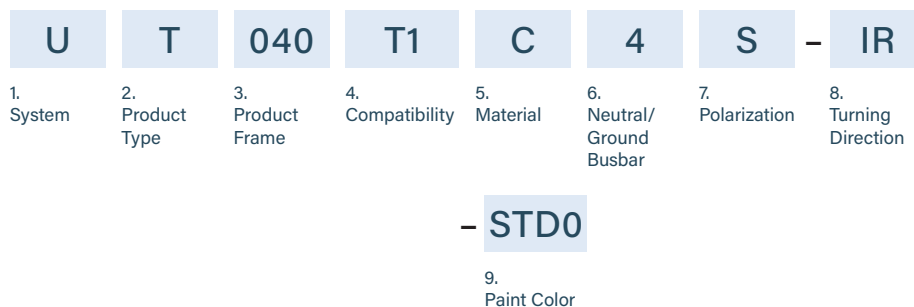 U T 040 T1 C 4 S – IR
1. 2. 3. 4. 5. 6. 7. 8.
System Product Product Compatibility Material Neutral/ Polarization Turning
Type Frame Ground Direction
Busbar
– STD0
9.
Paint Color